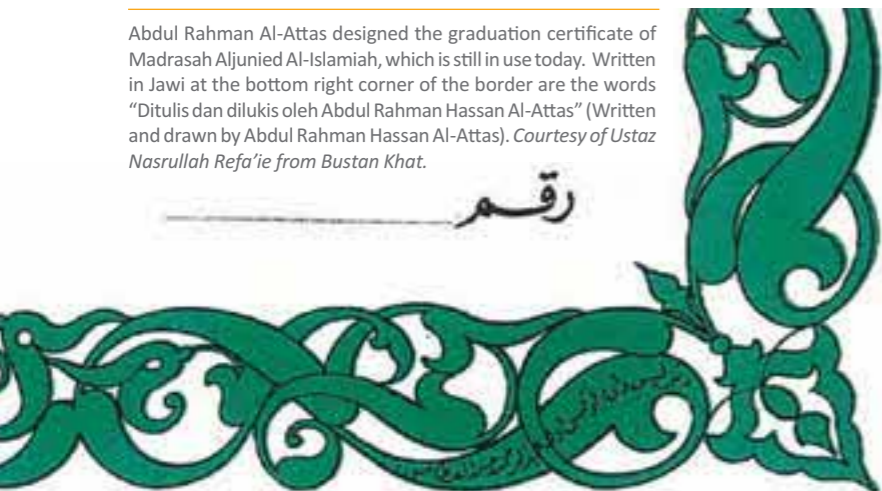 Abdul Rahman Al-Attas designed the graduation certificate of
Madrasah Aljunied Al-Islamiah, which is still in use today. Written
in Jawi at the bottom right corner of the border are the words
“Ditulis dan dilukis oleh Abdul Rahman Hassan Al-Attas” (Written
and drawn by Abdul Rahman Hassan Al-Attas). Courtesy of Ustaz
Nasrullah Refa’ie from Bustan Khat.
رقم